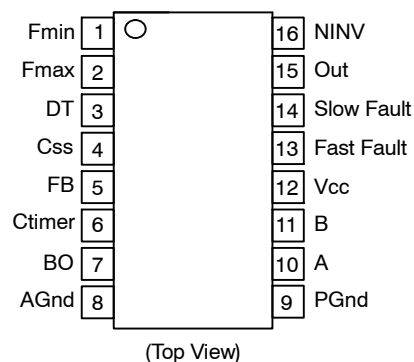 Fmin 1 16 NINV
Fmax 2 15 Out
DT 3 14 Slow Fault
Css 4 13 Fast Fault
FB 5 12 Vcc
Ctimer 6 11 B
BO 7 10 A
AGnd 8 9 PGnd
(Top View)